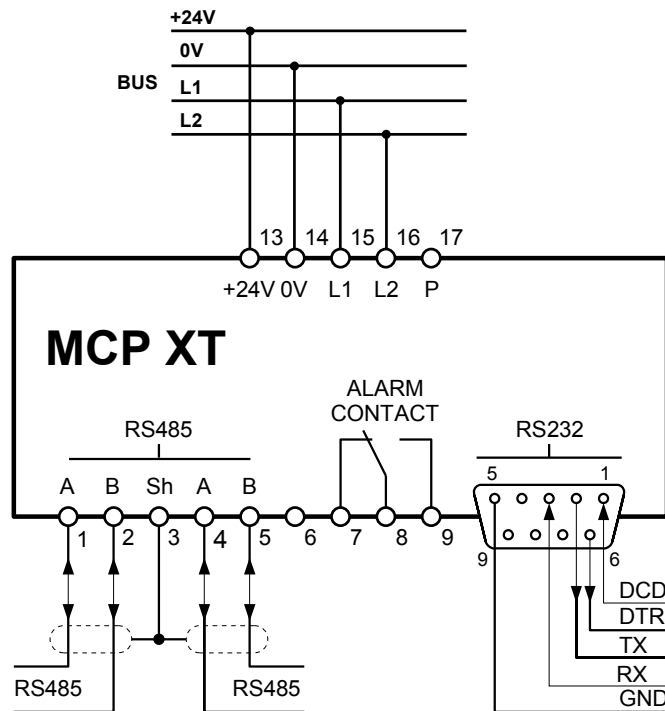 +24V
0V
BUS
L1
L2
13 14 15 16 17
+24V 0V L1 L2 P
MCP XT
ALARM
CONTACT
RS485
RS232
5 1
A B Sh A B
1 2 3 4 5 6 7 8 9
9 6
DCD
DTR
TX
RX
GND
RS485 RS485